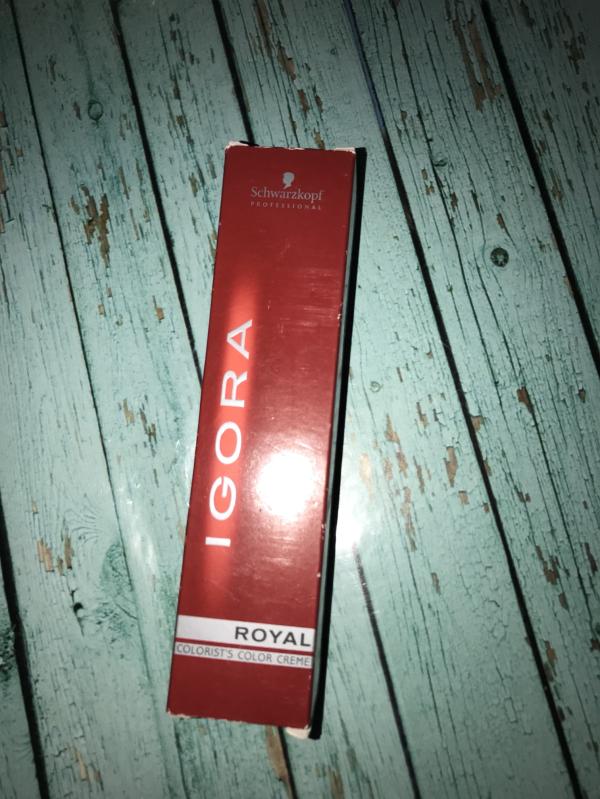 Schwarzkopf
PROFESSIONAL
IGORA
ROYAL
COLORIST'S COLOR CREME